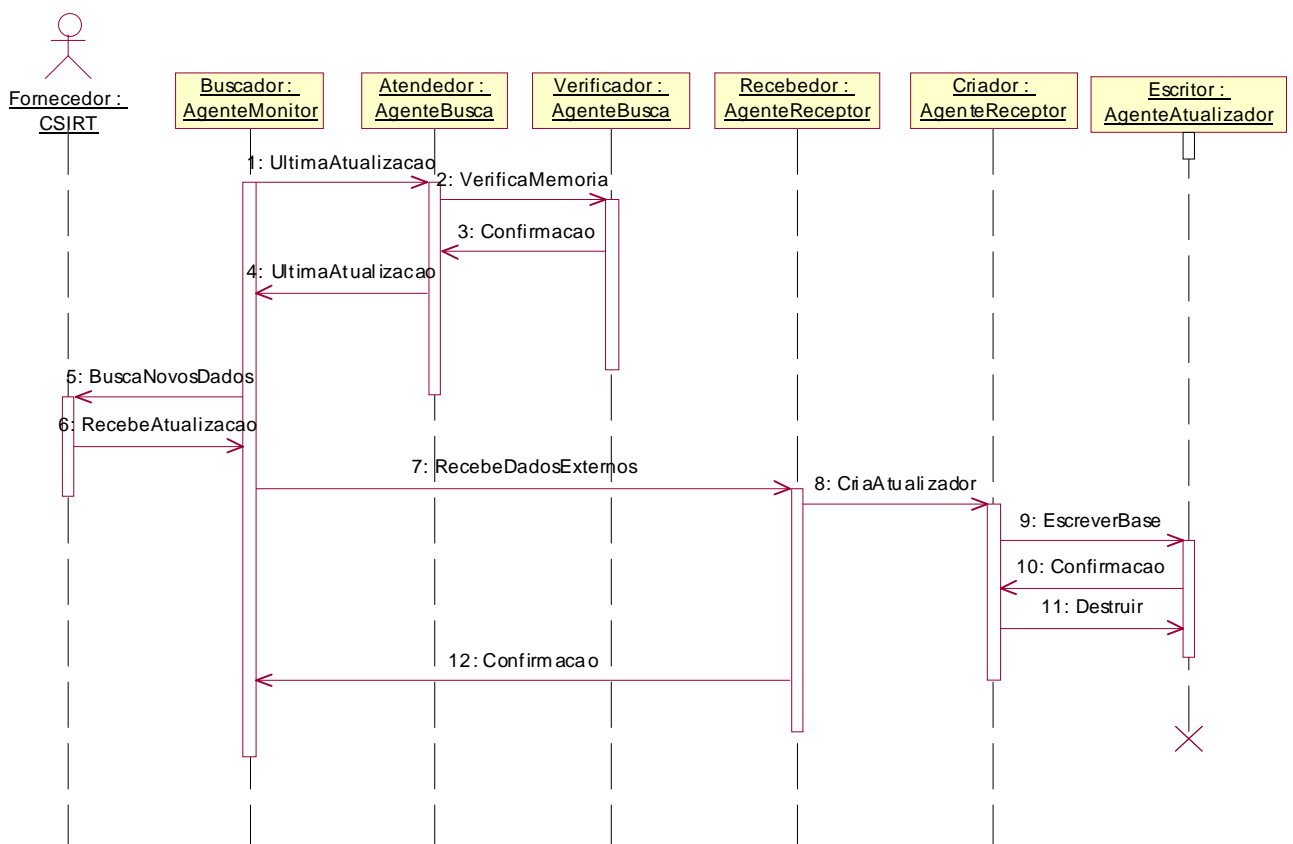 Fornecedor :
CSIRT
Buscador :
AgenteMonitor
Atendedor :
AgenteBusca
Verificador :
AgenteBusca
Recebedor :
AgenteReceptor
Criador :
AgenteReceptor
Escritor :
AgenteAtualizador
1: UltimaAtualizacao
2: VerificaMemoria
3: Confirmacao
4: UltimaAtualizacao
5: BuscaNovosDados
6: RecebeAtualizacao
7: RecebeDadosExternos
8: CriaAtualizador
9: EscreverBase
10: Confirmacao
11: Destruir
12: Confirmacao